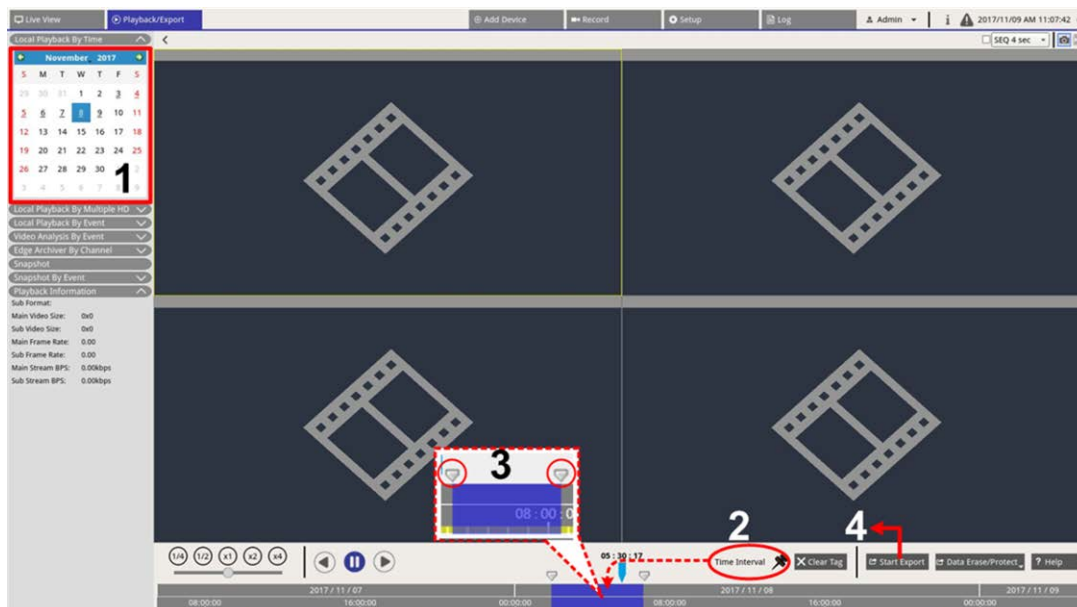 Live View
Playback/Export
Add Device
Record
Setup
Log
Admin
i
2017/11/09 AM 11:07:42
Local Playback By Time
SEQ 4 sec
November 2017
S M T W T F S
29 30 31 1 2 3 4
5 6 7 8 9 10 11
12 13 14 15 16 17 18
19 20 21 22 23 24 25
26 27 28 29 30 2
3 4 5 6 7 8 9
1
Local Playback By Multiple HD
Local Playback By Event
Video Analysis By Event
Edge Archiver By Channel
Snapshot
Snapshot By Event
Playback Information
Sub Format:
Main Video Size: 0x0
Sub Video Size: 0x0
Main Frame Rate: 0.00
Sub Frame Rate: 0.00
Main Stream BPS: 0.00kbps
Sub Stream BPS: 0.00kbps
3
08 : 00 : 0
2
4
1/4 1/2 x1 x2 x4
05 : 30 : 17
Time Interval
Clear Tag
Start Export
Data Erase/Protect
? Help
2017 / 11 / 07
2017 / 11 / 08
2017 / 11 / 09
08:00:00
16:00:00
00:00:00
08:00:00
16:00:00
00:00:00